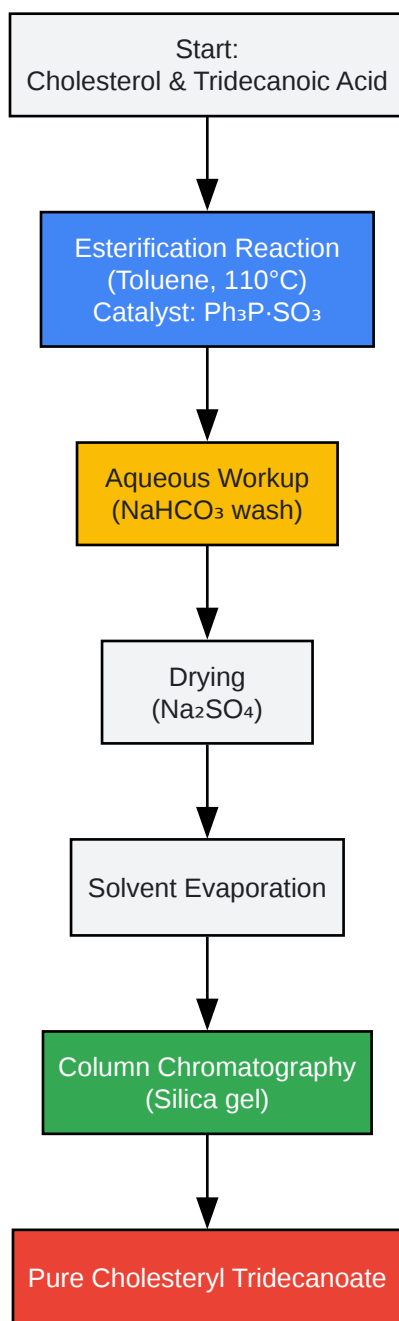 Start:
Cholesterol & Tridecanoic Acid
Esterification Reaction
(Toluene, 110°C)
Catalyst: Ph₃P·SO₃
Aqueous Workup
(NaHCO₃ wash)
Drying
(Na₂SO₄)
Solvent Evaporation
Column Chromatography
(Silica gel)
Pure Cholesteryl Tridecanoate